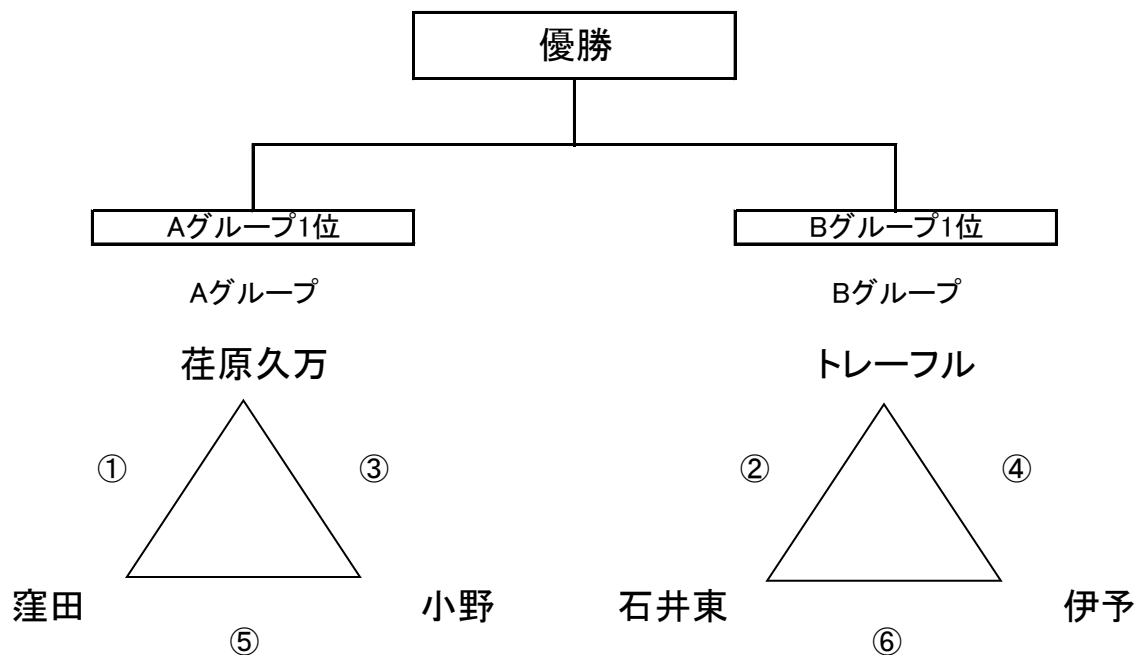 優勝
Aグループ1位
Bグループ1位
Aグループ
Bグループ
荏原久万
トレーフル
①
③
②
④
窪田
小野
石井東
伊予
⑤
⑥